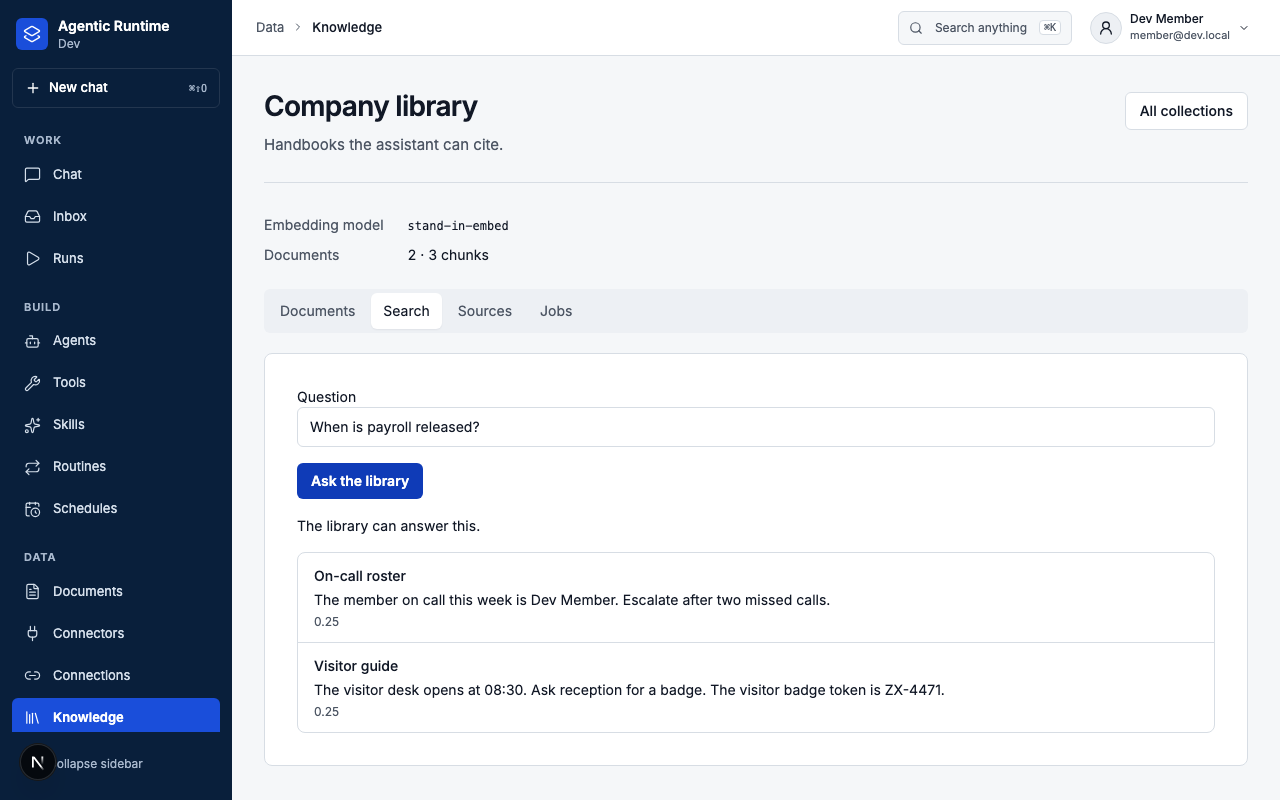 Agentic Runtime
Dev
New chat ⌘⇧O
WORK
Chat
Inbox
Runs
BUILD
Agents
Tools
Skills
Routines
Schedules
DATA
Documents
Connectors
Connections
Knowledge
N
ollapse sidebar
Data > Knowledge
Search anything ⌘K
Dev Member
member@dev.local
Company library
Handbooks the assistant can cite.
All collections
Embedding model stand-in-embed
Documents 2 · 3 chunks
Documents Search Sources Jobs
Question
When is payroll released?
Ask the library
The library can answer this.
On-call roster
The member on call this week is Dev Member. Escalate after two missed calls.
0.25
Visitor guide
The visitor desk opens at 08:30. Ask reception for a badge. The visitor badge token is ZX-4471.
0.25